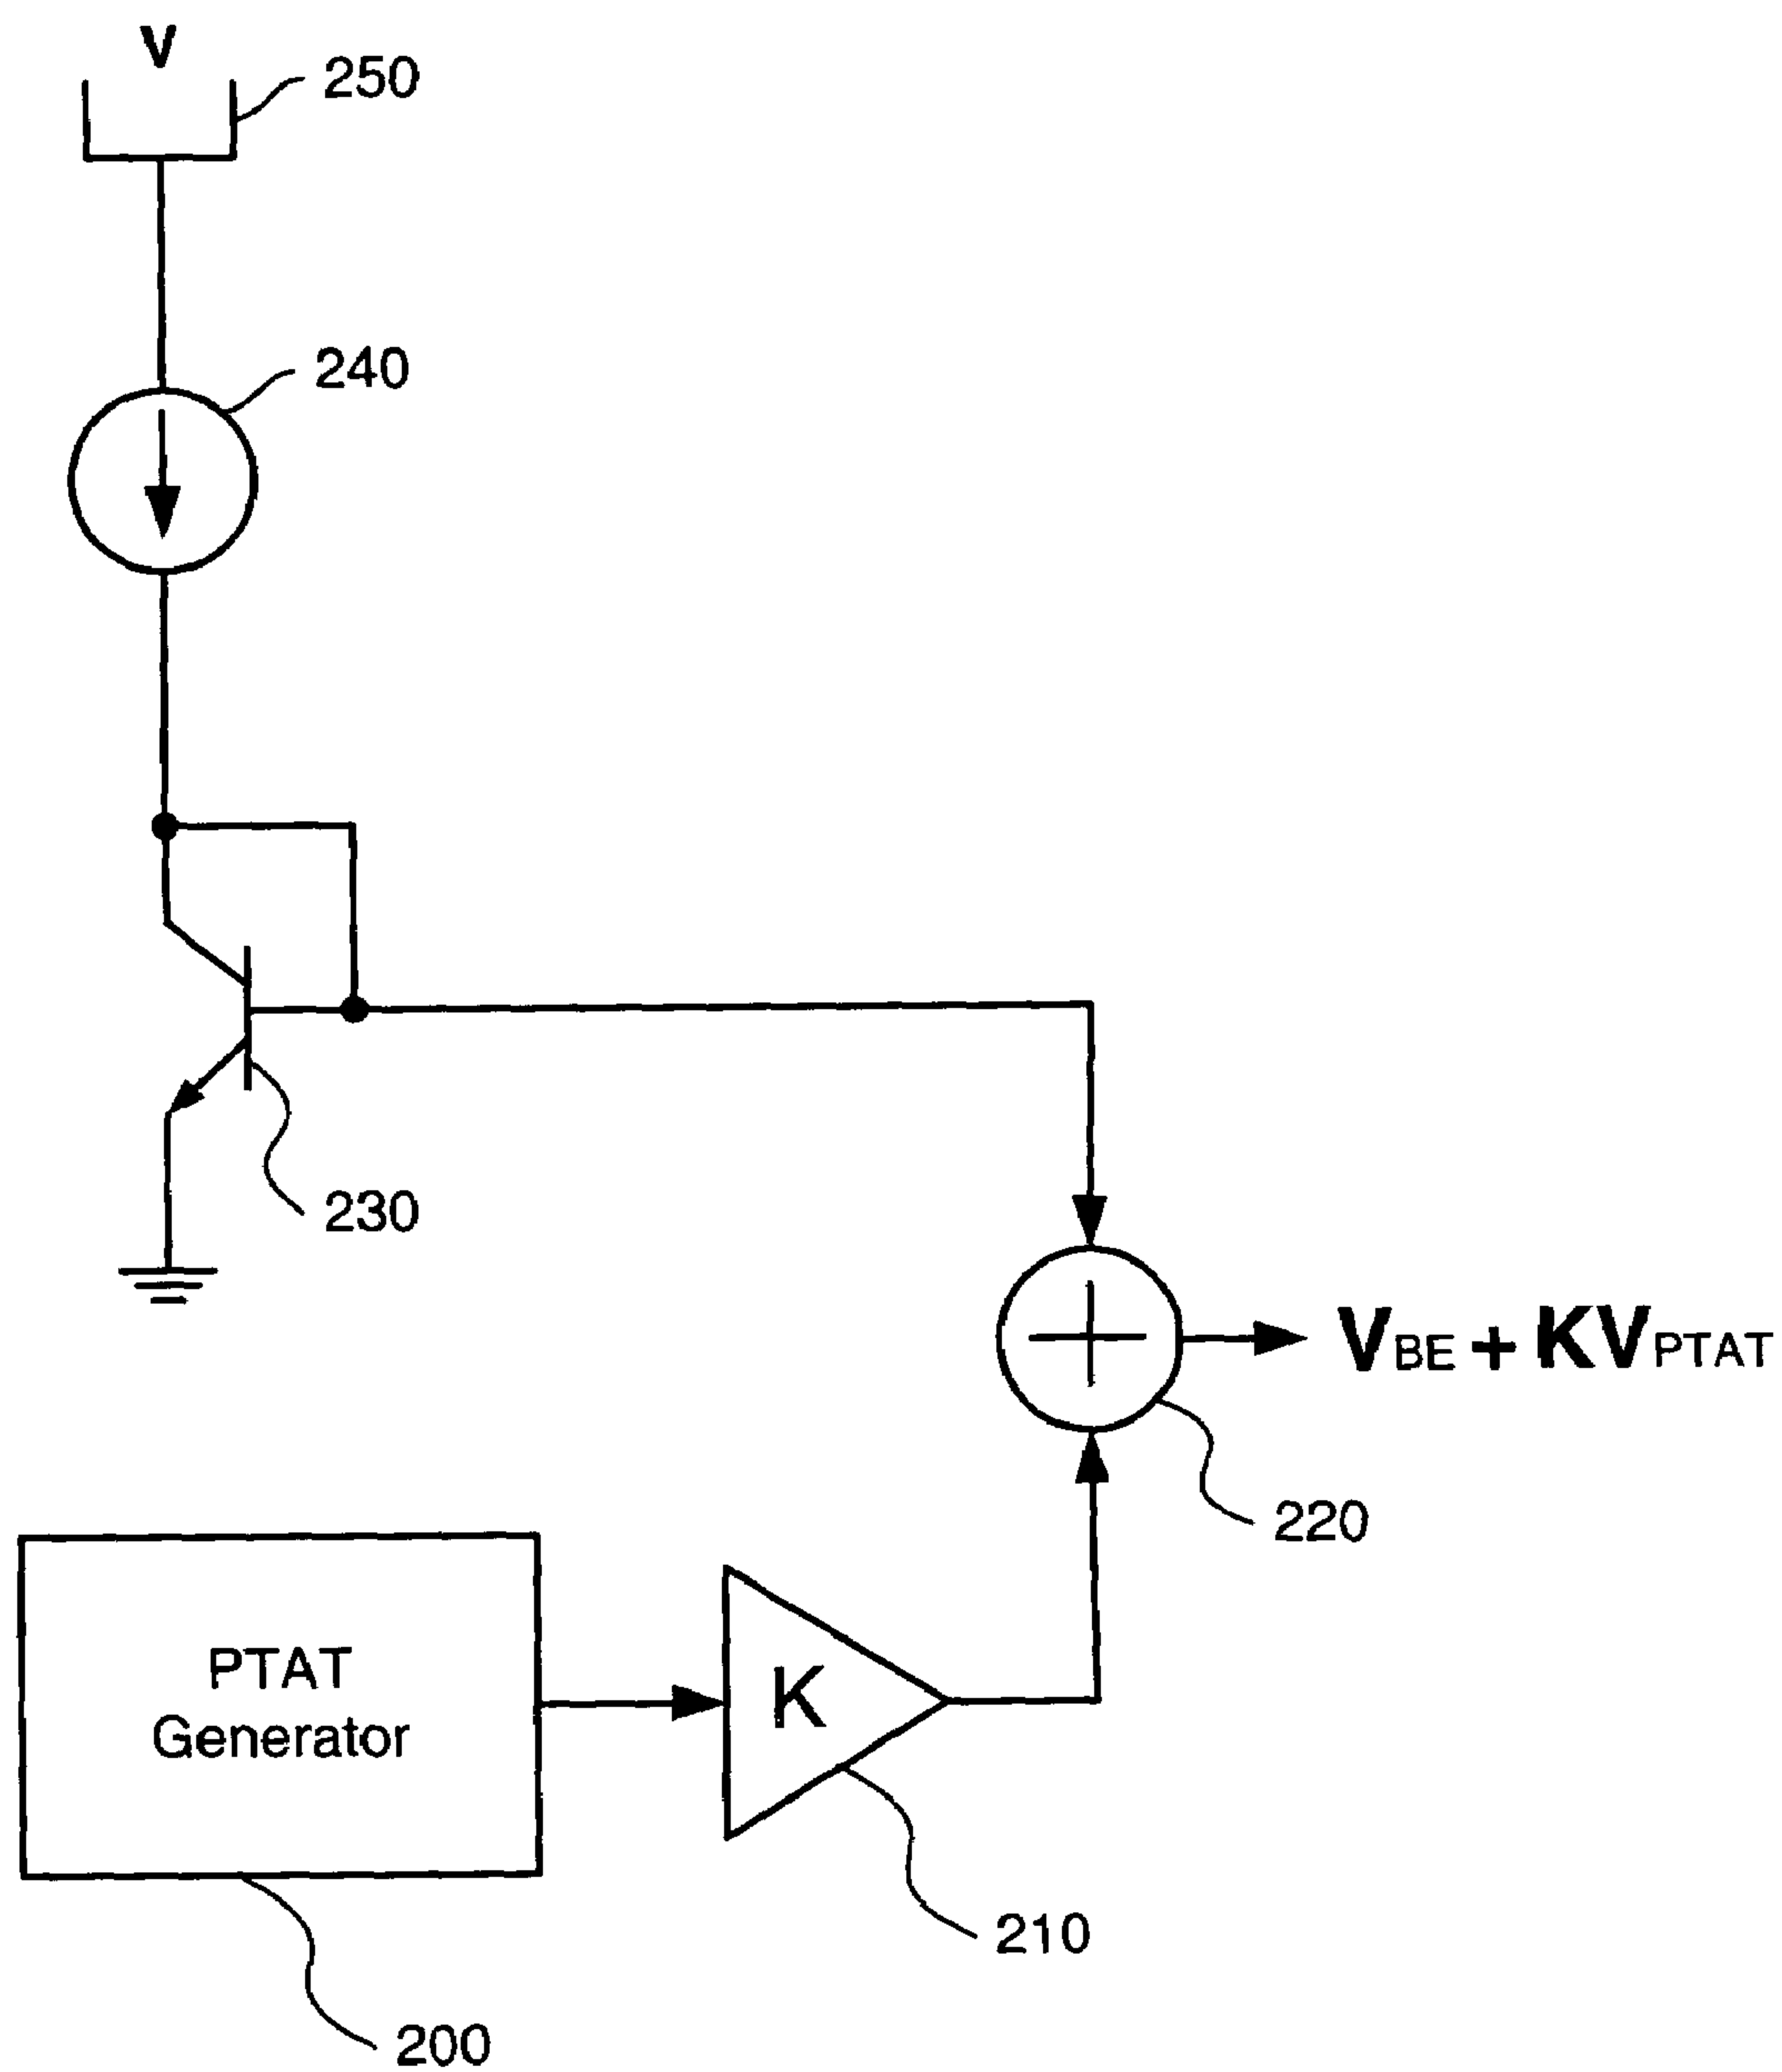 V
250
240
230
VBE + KVPTAT
220
PTAT
Generator
K
210
200